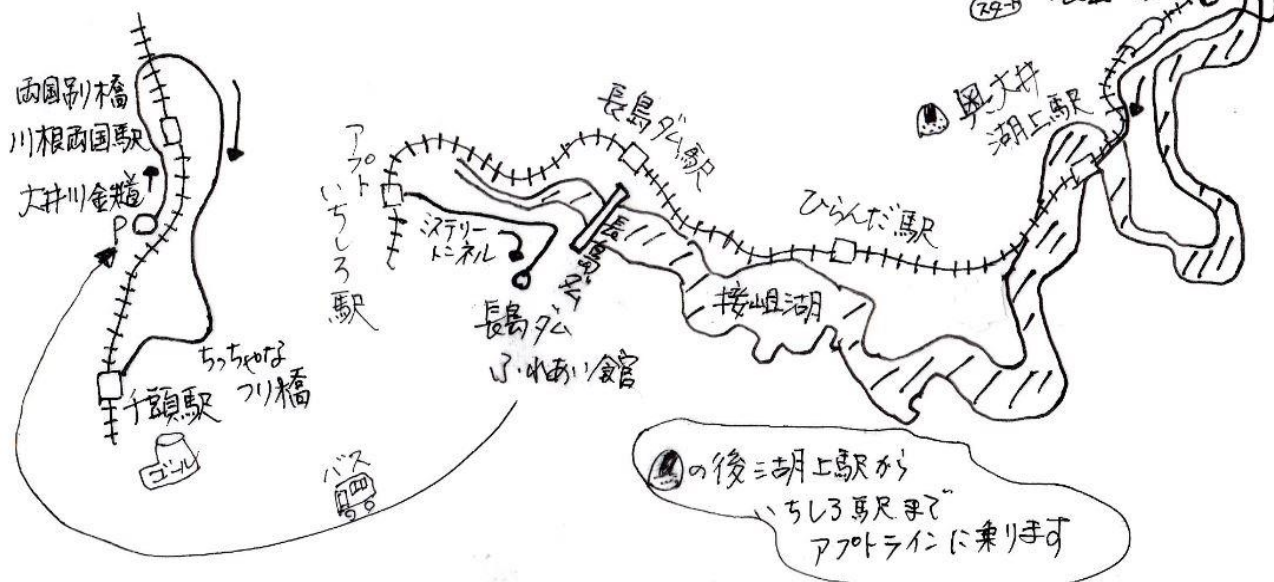 スタート
両国吊り橋
川根両国駅
大井川鉄道
P
ちっちゃな
つり橋
千頭駅
ゴール
バス
アプト
いちしろ駅
ミステリー
トンネル
長島ダム
ふれあい館
長島ダム
長島ダム駅
ひらんだ駅
接岨湖
奥大井
湖上駅
の後 湖上駅から
いちしろ駅まで
アプトラインに乗ります